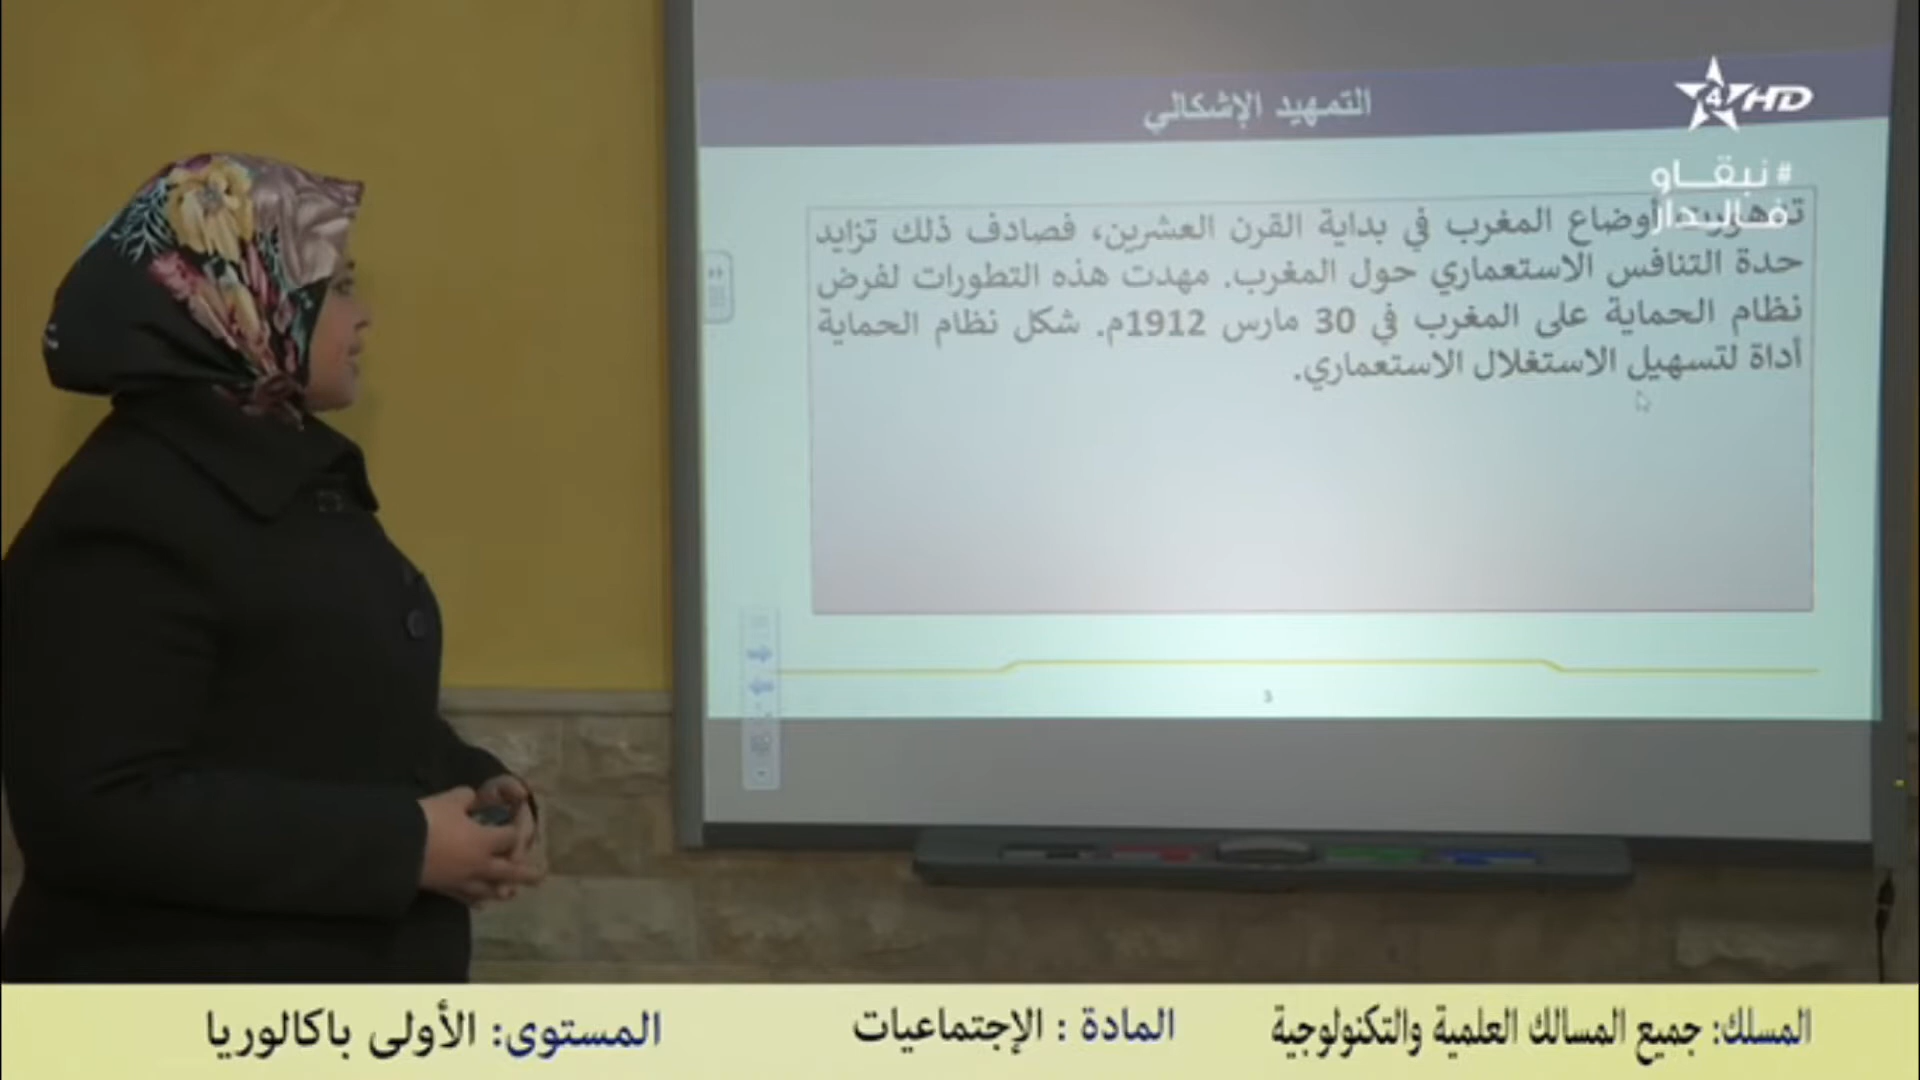 التمهيد الإشكالي
4 HD
#نبقاو
فالدار
تدهورت أوضاع المغرب في بداية القرن العشرين، فصادف ذلك تزايد
حدة التنافس الاستعماري حول المغرب. مهدت هذه التطورات لفرض
نظام الحماية على المغرب في 30 مارس 1912م. شكل نظام الحماية
أداة لتسهيل الاستغلال الاستعماري.
3
المسلك: جميع المسالك العلمية والتكنولوجية
المادة : الإجتماعيات
المستوى: الأولى باكالوريا